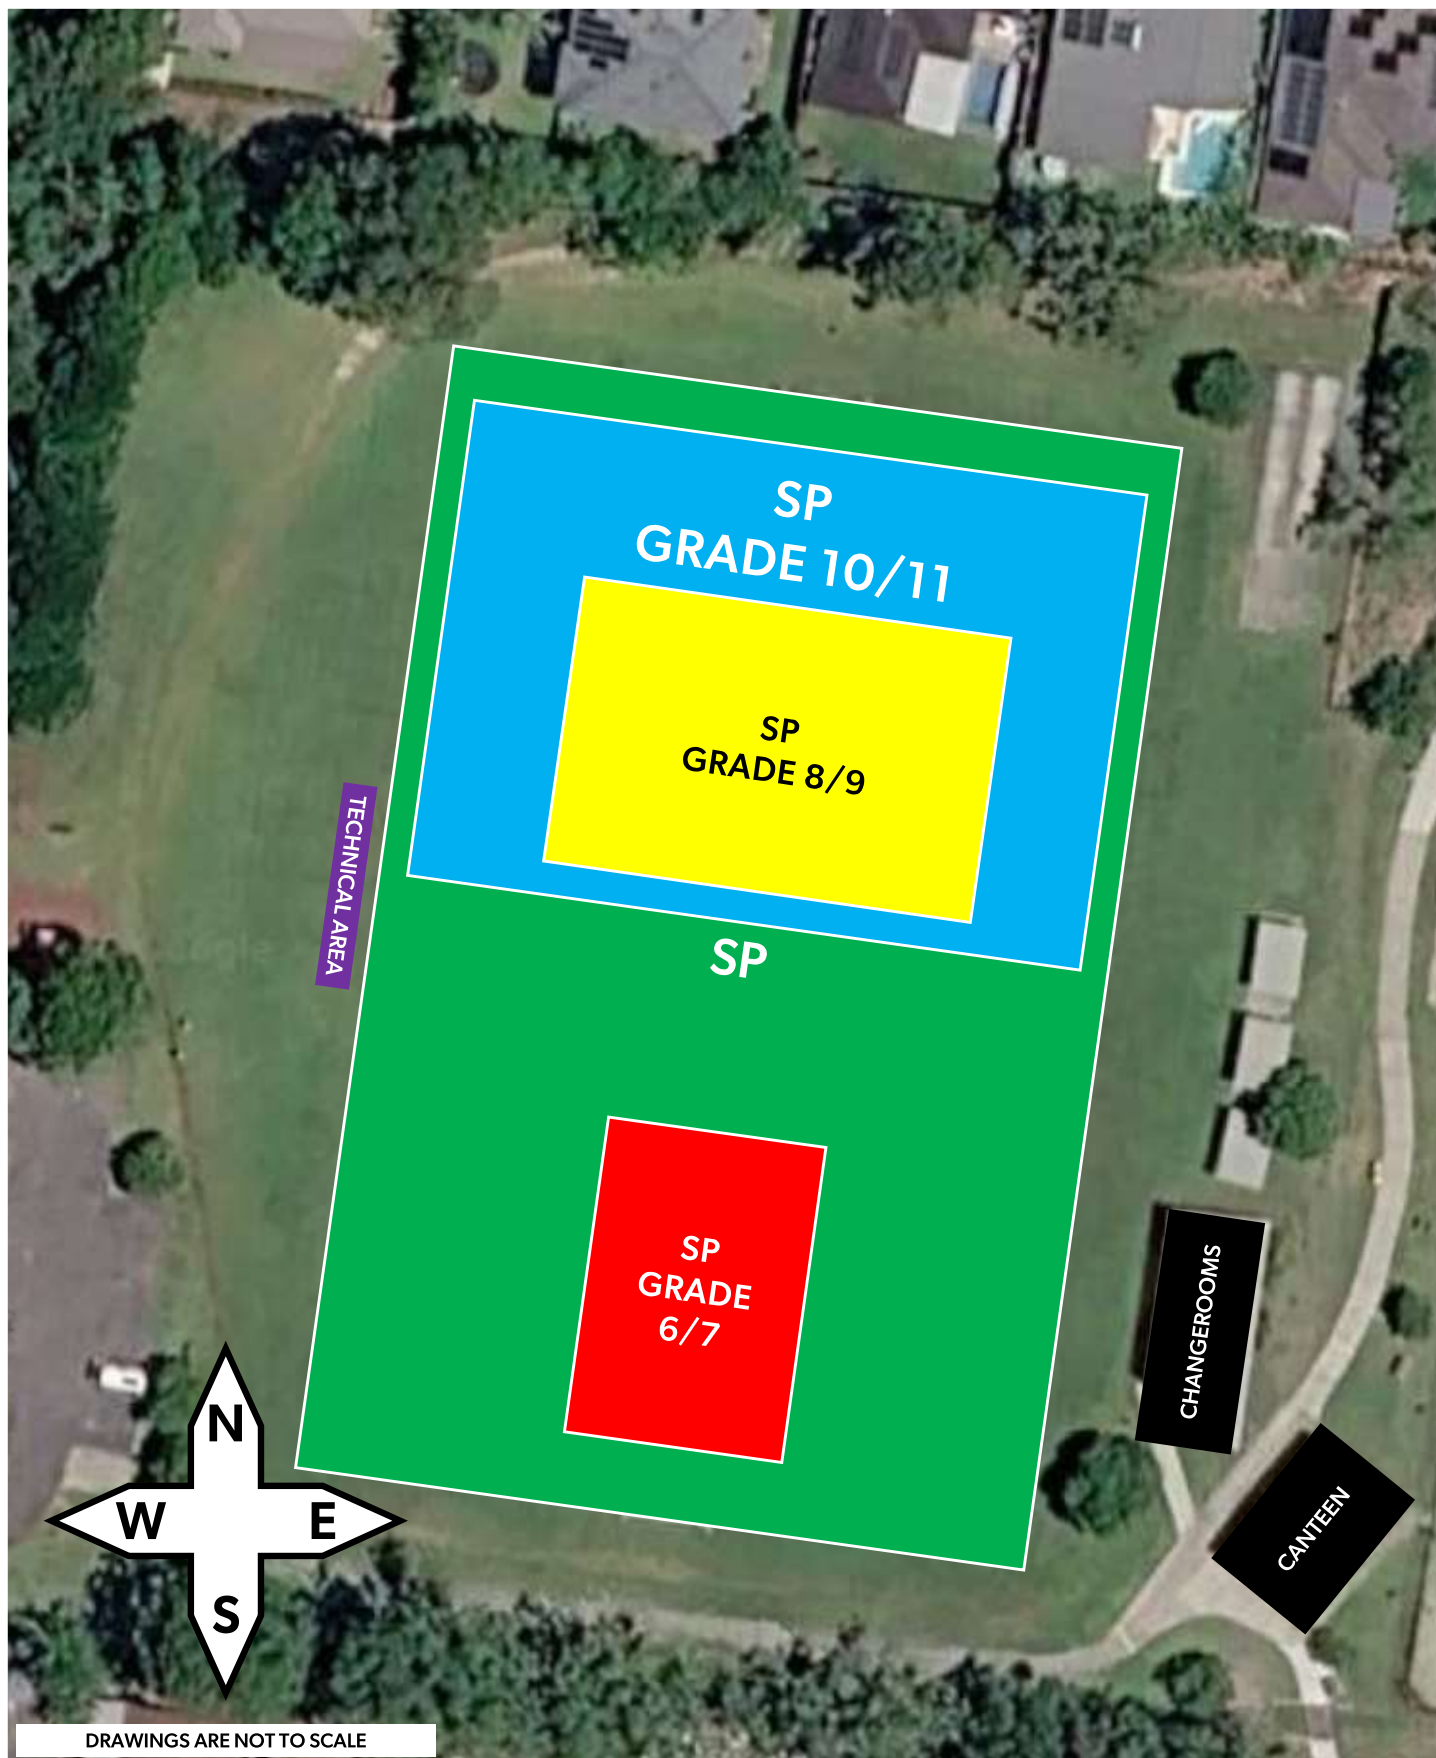 SP
GRADE 10/11
SP
GRADE 8/9
TECHNICAL AREA
SP
SP
GRADE
6/7
CHANGEROOMS
CANTEEN
N
W E
S
DRAWINGS ARE NOT TO SCALE